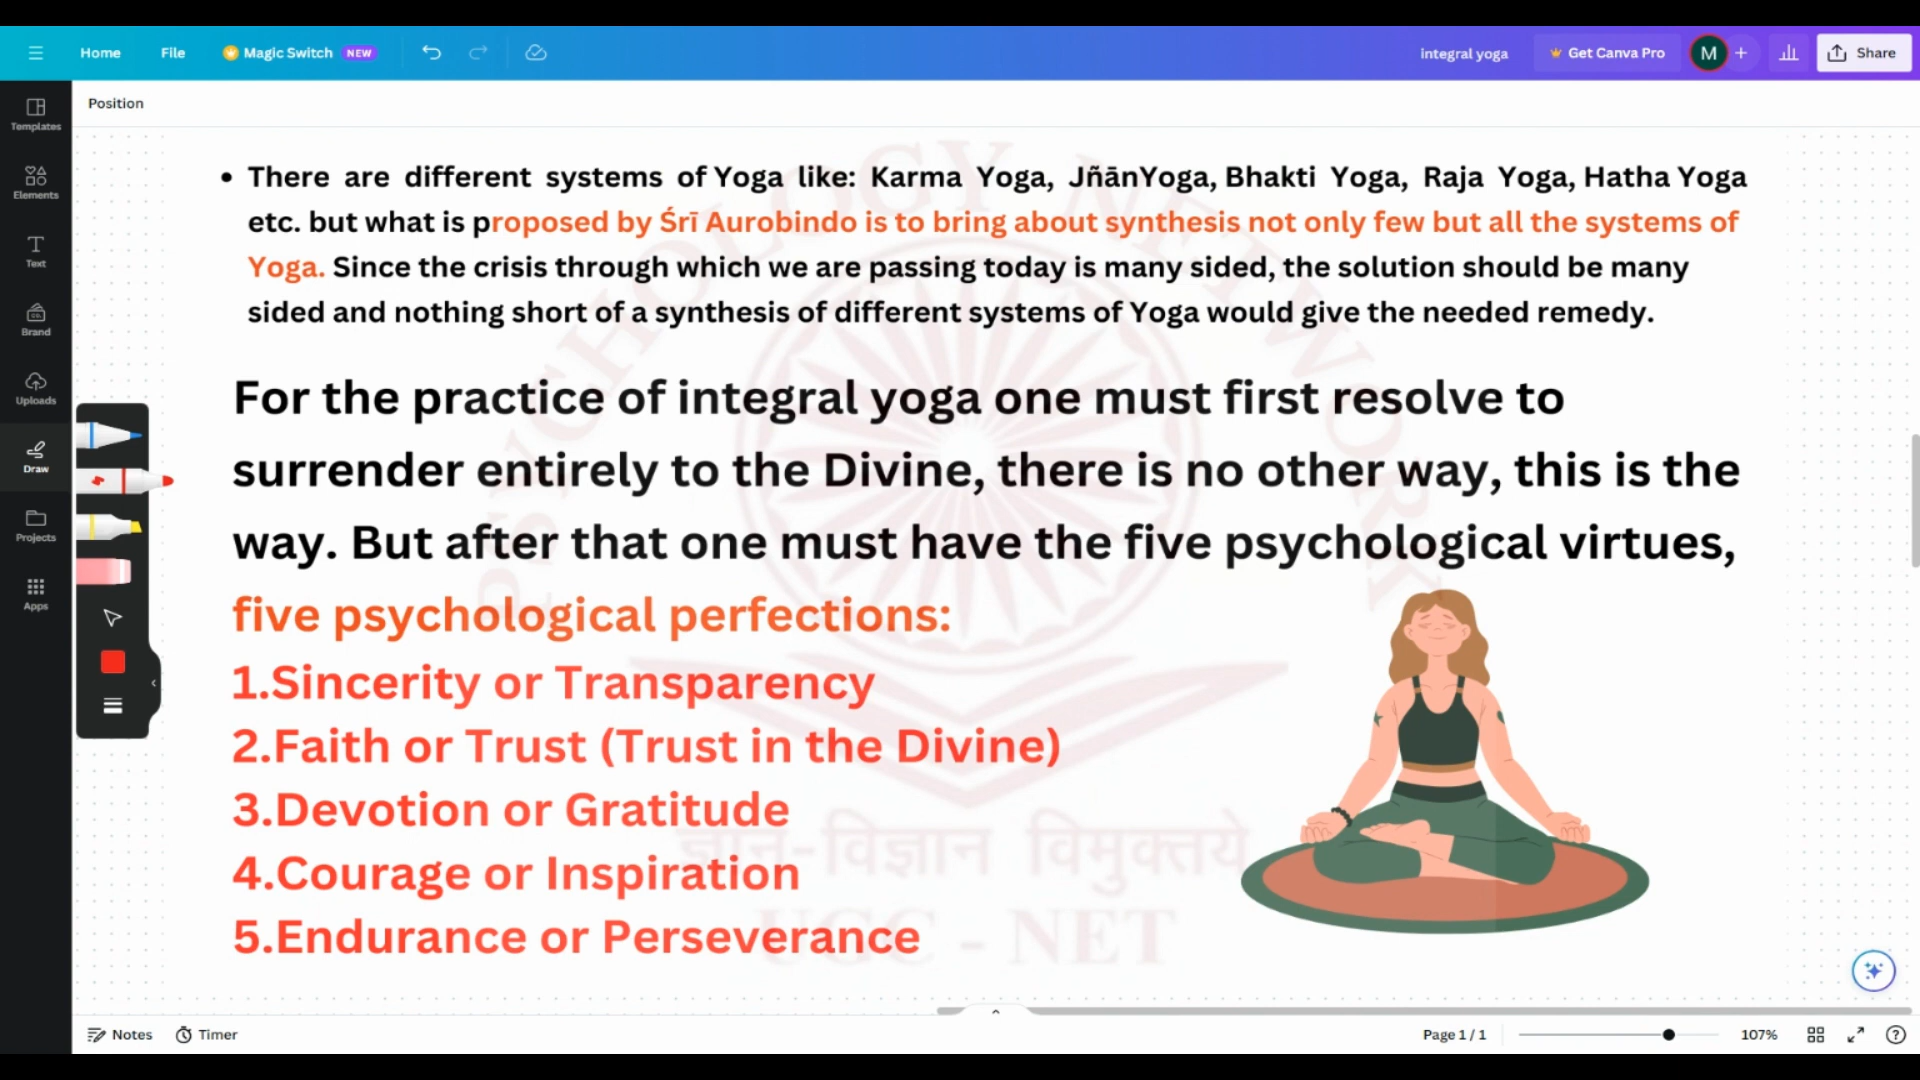 Home File Magic Switch NEW integral yoga Get Canva Pro M + Share
Position
Templates
Elements
Text
Brand
Uploads
Draw
Projects
Apps
• There are different systems of Yoga like: Karma Yoga, JñānYoga, Bhakti Yoga, Raja Yoga, Hatha Yoga
etc. but what is proposed by Śrī Aurobindo is to bring about synthesis not only few but all the systems of
Yoga. Since the crisis through which we are passing today is many sided, the solution should be many
sided and nothing short of a synthesis of different systems of Yoga would give the needed remedy.
For the practice of integral yoga one must first resolve to
surrender entirely to the Divine, there is no other way, this is the
way. But after that one must have the five psychological virtues,
five psychological perfections:
1.Sincerity or Transparency
2.Faith or Trust (Trust in the Divine)
3.Devotion or Gratitude
4.Courage or Inspiration
5.Endurance or Perseverance
PSYCHOLOGY NETWORK
ज्ञान-विज्ञान विमुक्तये
UGC - NET
Notes Timer Page 1 / 1 107%